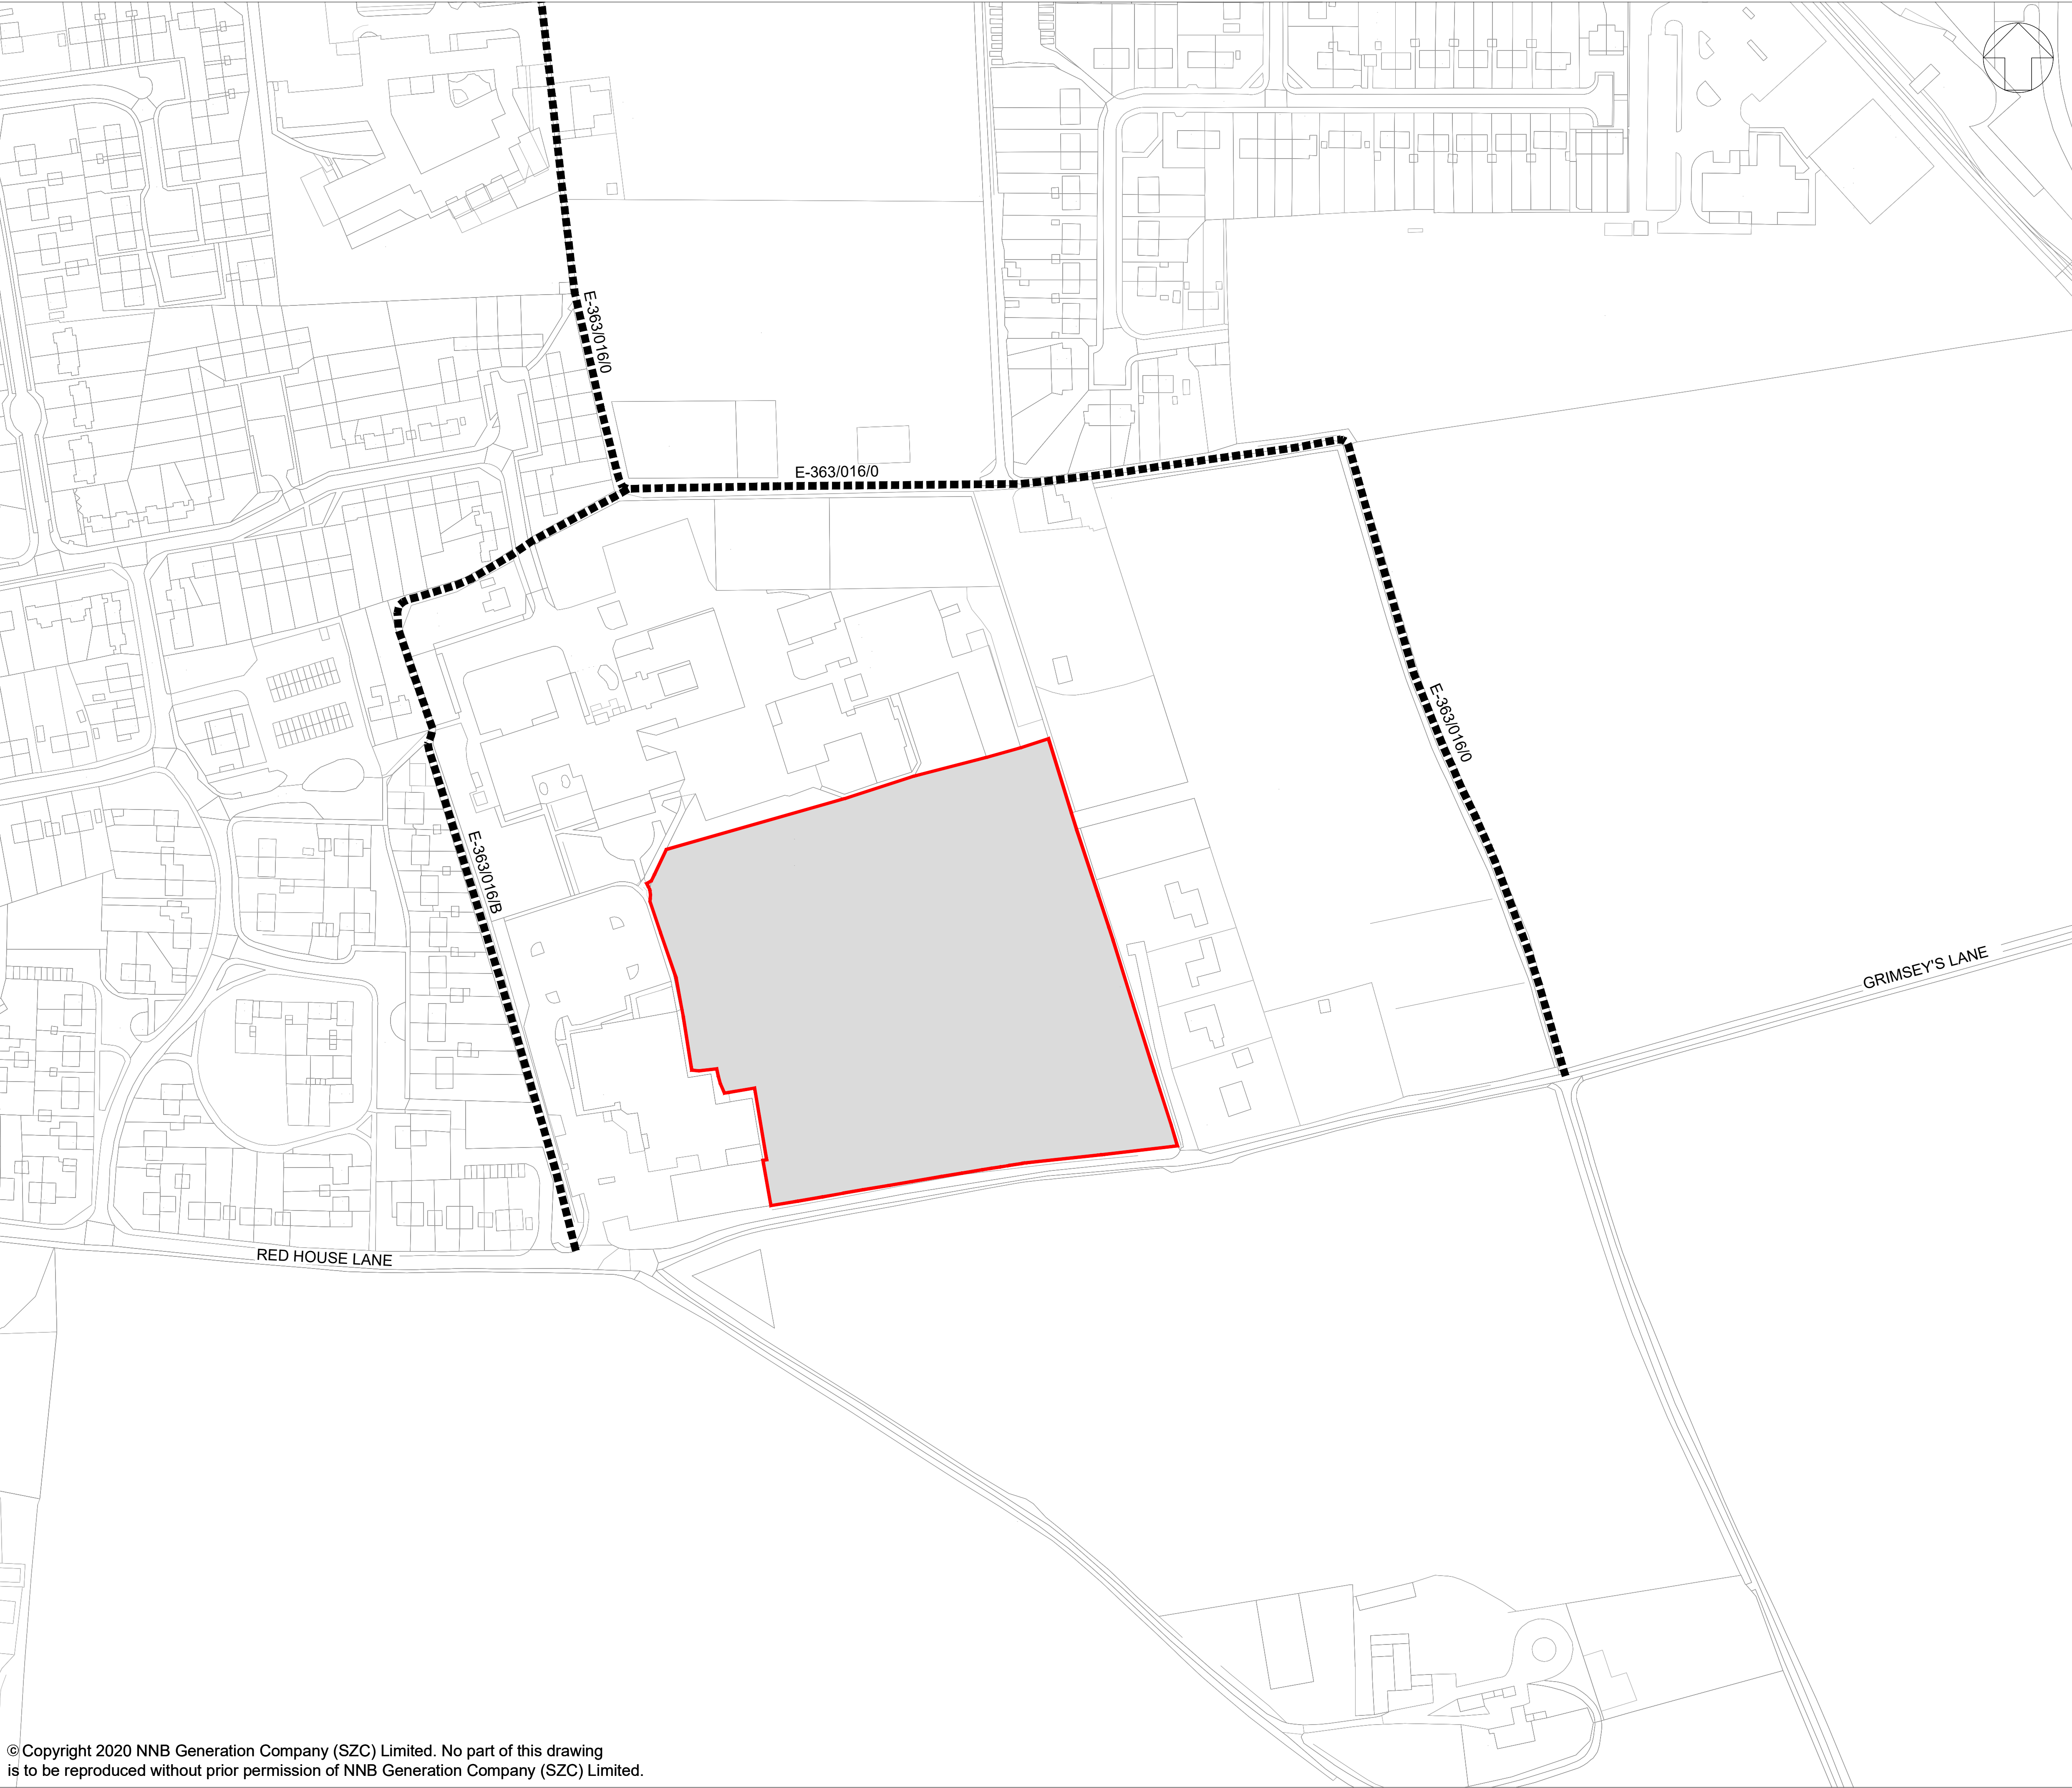 E-363/016/0
E-363/016/0
E-363/016/0
E-363/016/B
GRIMSEY'S LANE
RED HOUSE LANE
© Copyright 2020 NNB Generation Company (SZC) Limited. No part of this drawing
is to be reproduced without prior permission of NNB Generation Company (SZC) Limited.